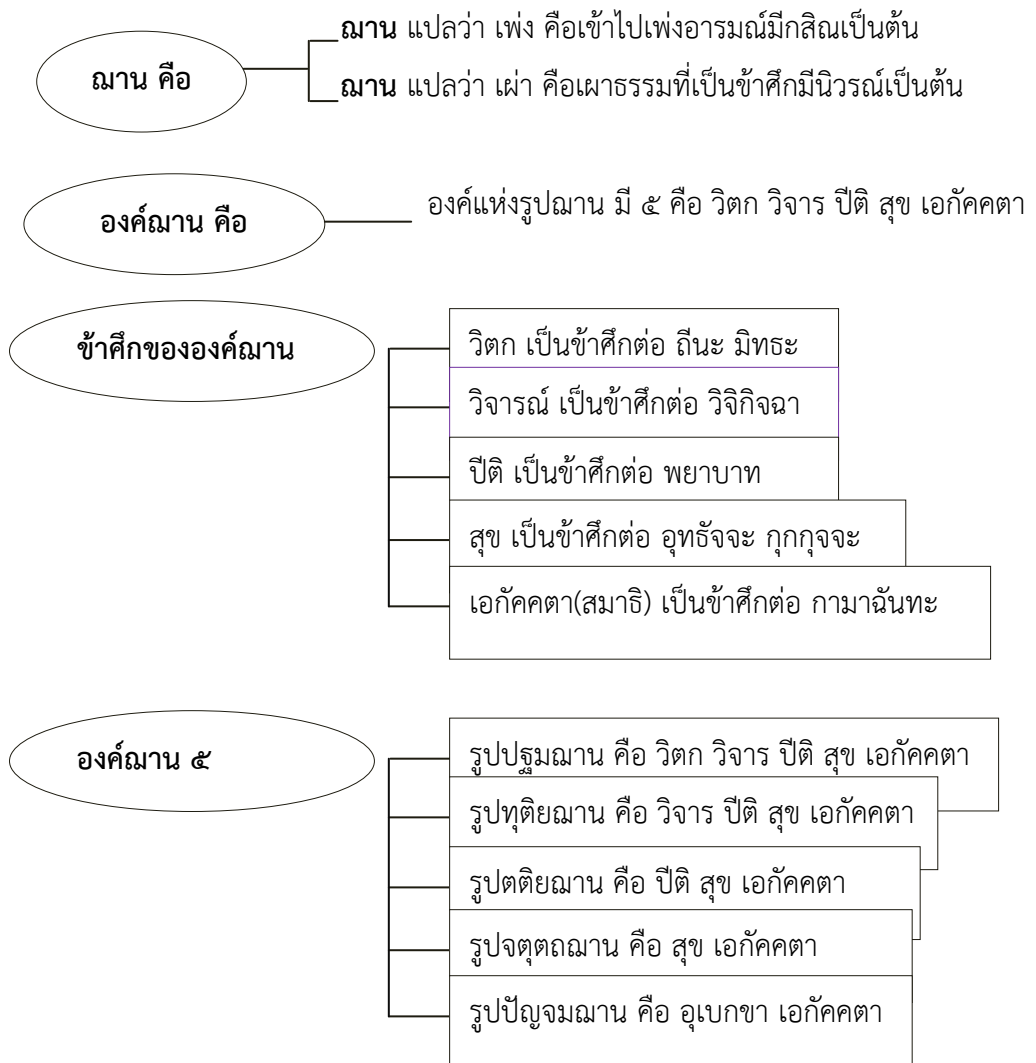 ฌาน คือ
ฌาน แปลว่า เพ่ง คือเข้าไปเพ่งอารมณ์มีกสิณเป็นต้น
ฌาน แปลว่า เผ่า คือเผาธรรมที่เป็นข้าศึกมีนิวรณ์เป็นต้น
องค์ฌาน คือ
องค์แห่งรูปฌาน มี ๕ คือ วิตก วิจาร ปีติ สุข เอกัคคตา
ข้าศึกขององค์ฌาน
วิตก เป็นข้าศึกต่อ ถีนะ มิทธะ
วิจารณ์ เป็นข้าศึกต่อ วิจิกิจฉา
ปีติ เป็นข้าศึกต่อ พยาบาท
สุข เป็นข้าศึกต่อ อุทธัจจะ กุกกุจจะ
เอกัคคตา(สมาธิ) เป็นข้าศึกต่อ กามาฉันทะ
องค์ฌาน ๕
รูปปฐมฌาน คือ วิตก วิจาร ปีติ สุข เอกัคคตา
รูปทุติยฌาน คือ วิจาร ปีติ สุข เอกัคคตา
รูปตติยฌาน คือ ปีติ สุข เอกัคคตา
รูปจตุตถฌาน คือ สุข เอกัคคตา
รูปปัญจมฌาน คือ อุเบกขา เอกัคคตา